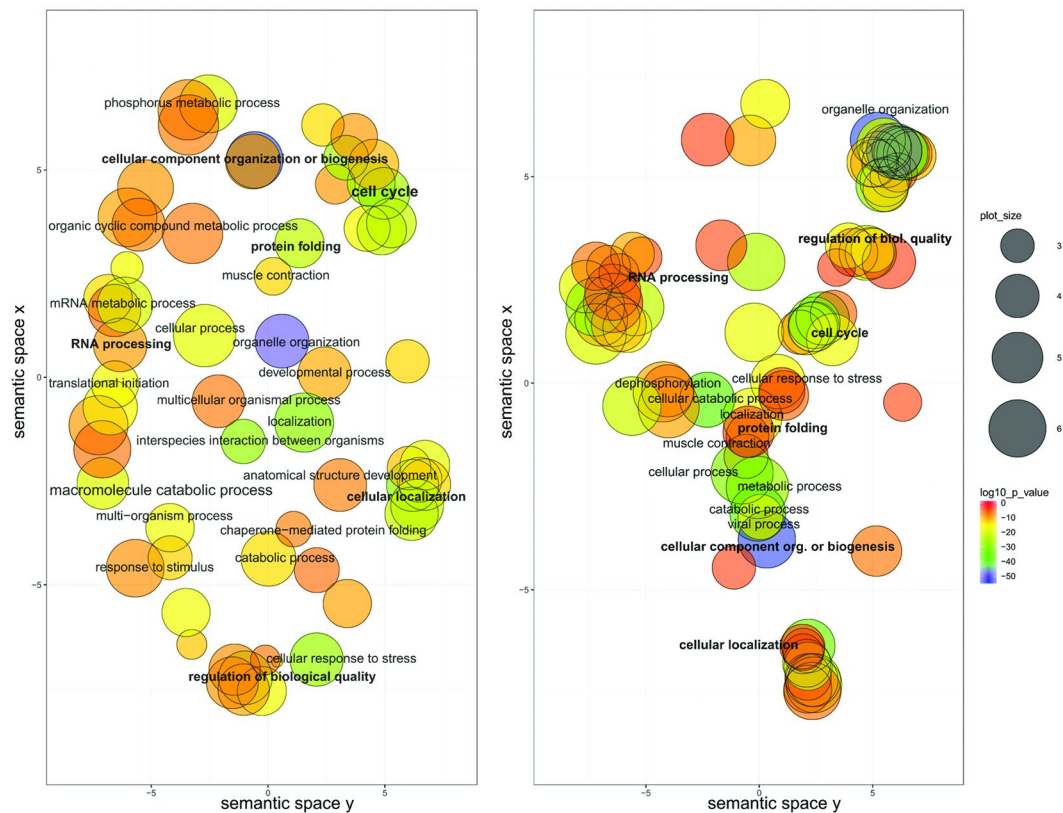 phosphorus metabolic process
cellular component organization or biogenesis
cell cycle
organic cyclic compound metabolic process
protein folding
muscle contraction
mRNA metabolic process
cellular process
RNA processing
organelle organization
developmental process
translational initiation
multicellular organismal process
localization
interspecies interaction between organisms
anatomical structure development
macromolecule catabolic process
cellular localization
multi-organism process
chaperone-mediated protein folding
catabolic process
response to stimulus
cellular response to stress
regulation of biological quality
semantic space x
5
0
−5
−5
0
5
semantic space y
organelle organization
regulation of biol. quality
RNA processing
cell cycle
dephosphorylation
cellular response to stress
cellular catabolic process
localization
protein folding
muscle contraction
cellular process
metabolic process
catabolic process
viral process
cellular component org. or biogenesis
cellular localization
semantic space x
5
0
−5
−5
0
5
semantic space y
plot_size
3
4
5
6
log10_p_value
0
−10
−20
−30
−40
−50